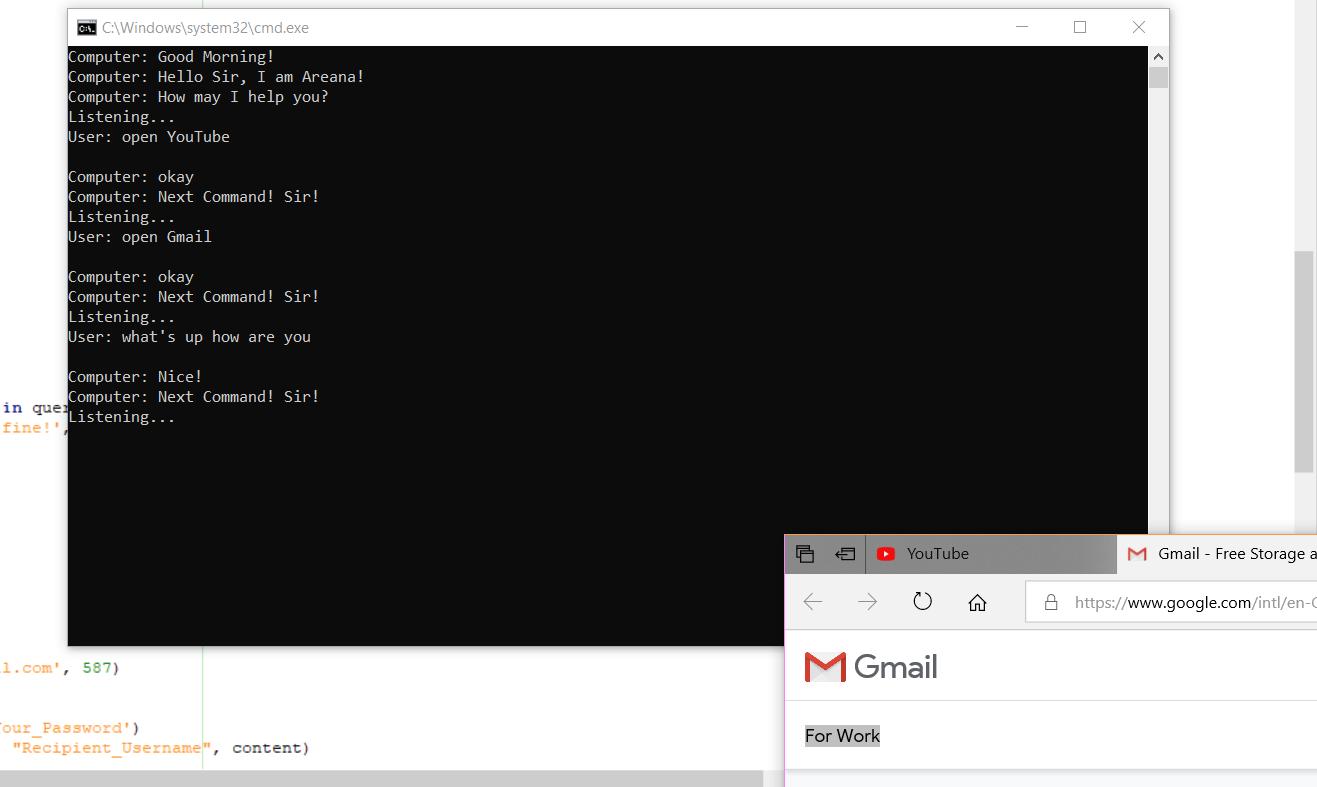 C:\Windows\system32\cmd.exe
Computer: Good Morning!
Computer: Hello Sir, I am Areana!
Computer: How may I help you?
Listening...
User: open YouTube
Computer: okay
Computer: Next Command! Sir!
Listening...
User: open Gmail
Computer: okay
Computer: Next Command! Sir!
Listening...
User: what's up how are you
Computer: Nice!
Computer: Next Command! Sir!
Listening...
in quer
fine!',
l.com', 587)
our_Password')
"Recipient_Username", content)
YouTube
Gmail - Free Storage a
https://www.google.com/intl/en-
Gmail
For Work